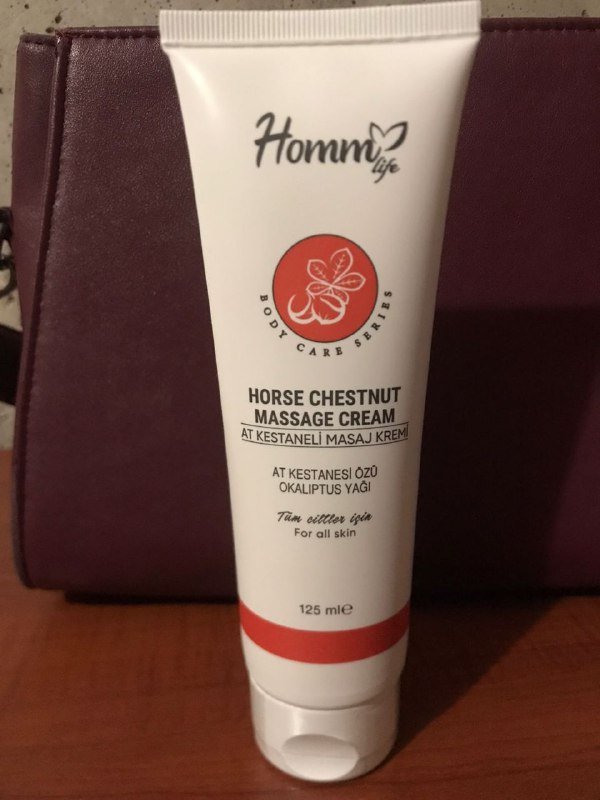 Homm
life
BODY CARE SERIES
HORSE CHESTNUT
MASSAGE CREAM
AT KESTANELİ MASAJ KREMİ
AT KESTANESİ ÖZÜ
OKALİPTUS YAĞI
Tüm ciltler için
For all skin
125 ml℮